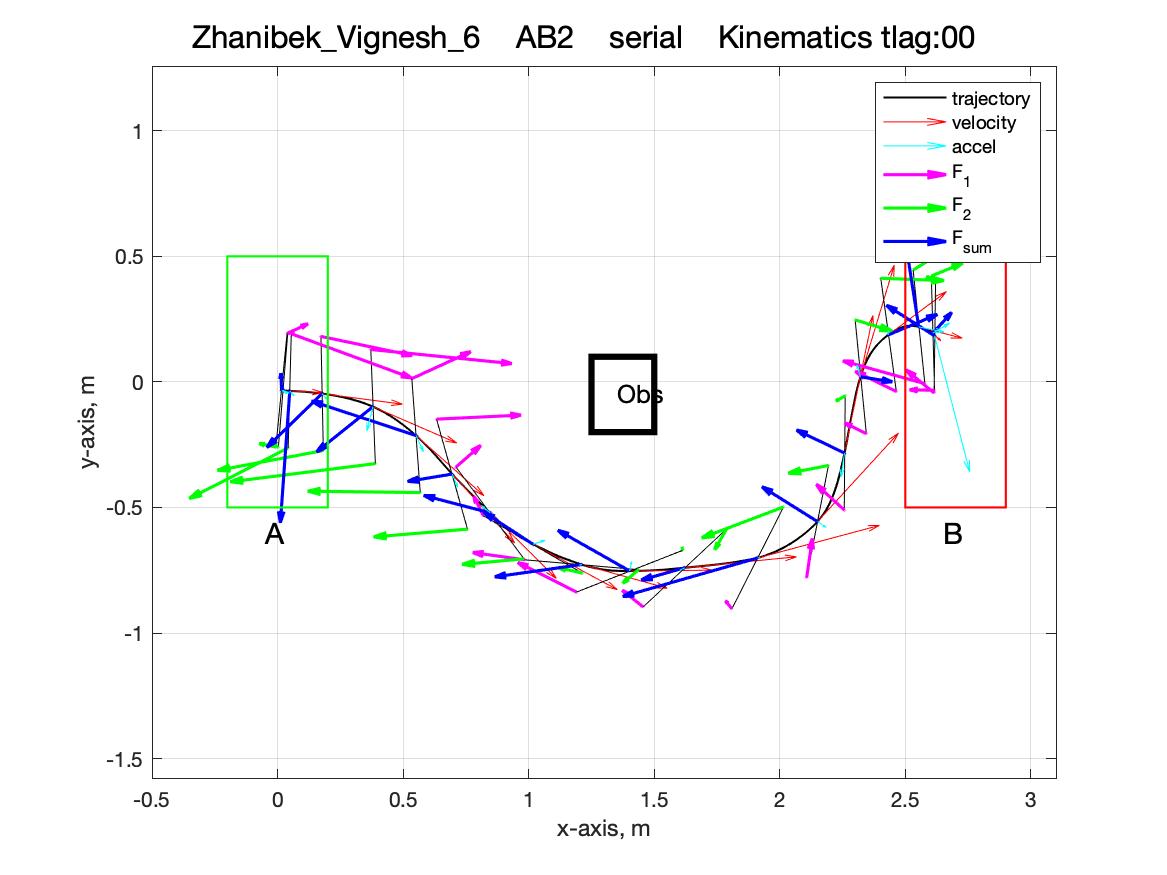 Zhanibek_Vignesh_6 AB2 serial Kinematics tlag:00
trajectory
velocity
accel
F1
F2
Fsum
1
0.5
0
-0.5
-1
-1.5
y-axis, m
Obs
A
B
-0.5 0 0.5 1 1.5 2 2.5 3
x-axis, m